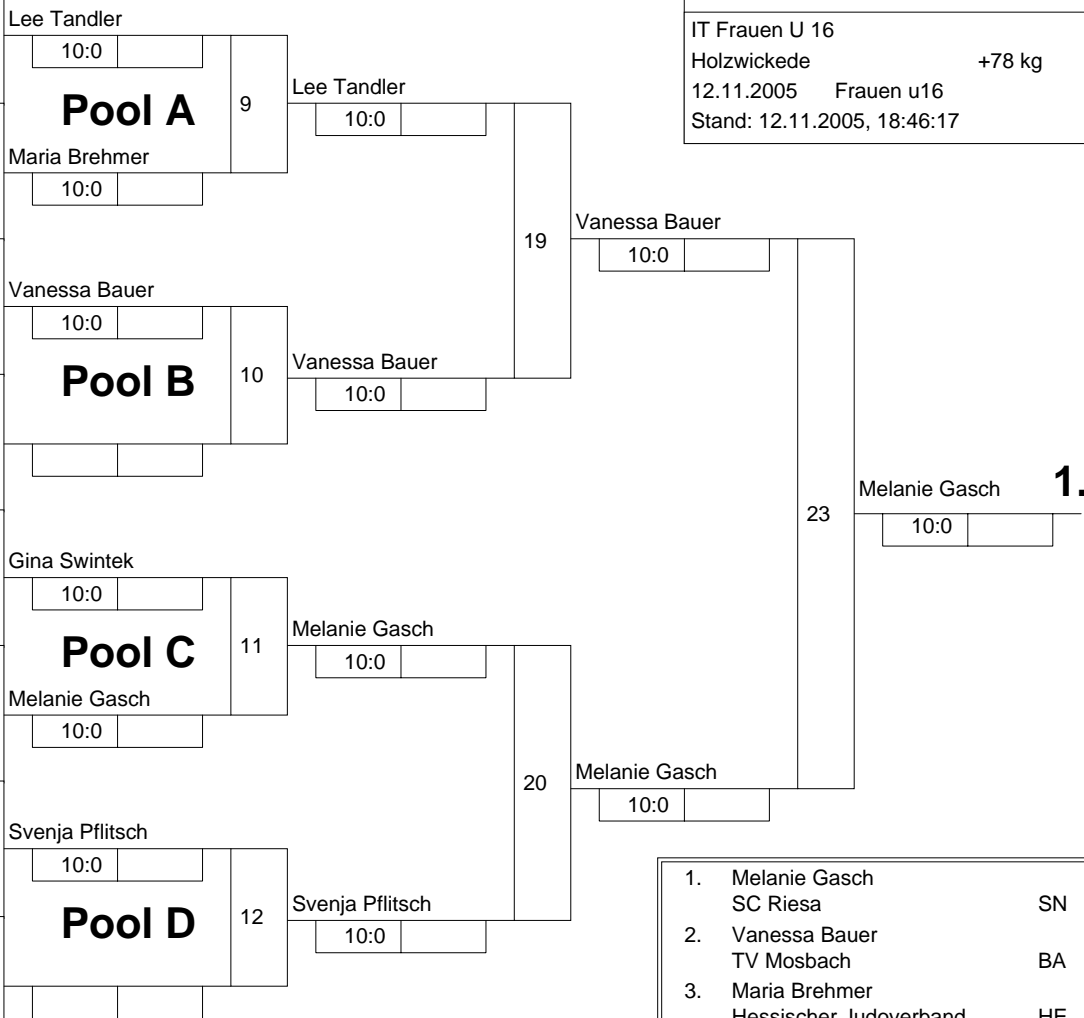 Lee Tandler
10:0
Pool A
9
Maria Brehmer
10:0
Lee Tandler
10:0
IT Frauen U 16
Holzwickede +78 kg
12.11.2005 Frauen u16
Stand: 12.11.2005, 18:46:17
19
Vanessa Bauer
10:0
Vanessa Bauer
10:0
Pool B
10
Vanessa Bauer
10:0
23
Melanie Gasch 1.
10:0
Gina Swintek
10:0
Pool C
11
Melanie Gasch
10:0
Melanie Gasch
10:0
20
Melanie Gasch
10:0
Svenja Pflitsch
10:0
Pool D
12
Svenja Pflitsch
10:0
1. Melanie Gasch
SC Riesa SN
2. Vanessa Bauer
TV Mosbach BA
3. Maria Brehmer
Hessischer Judoverband HE